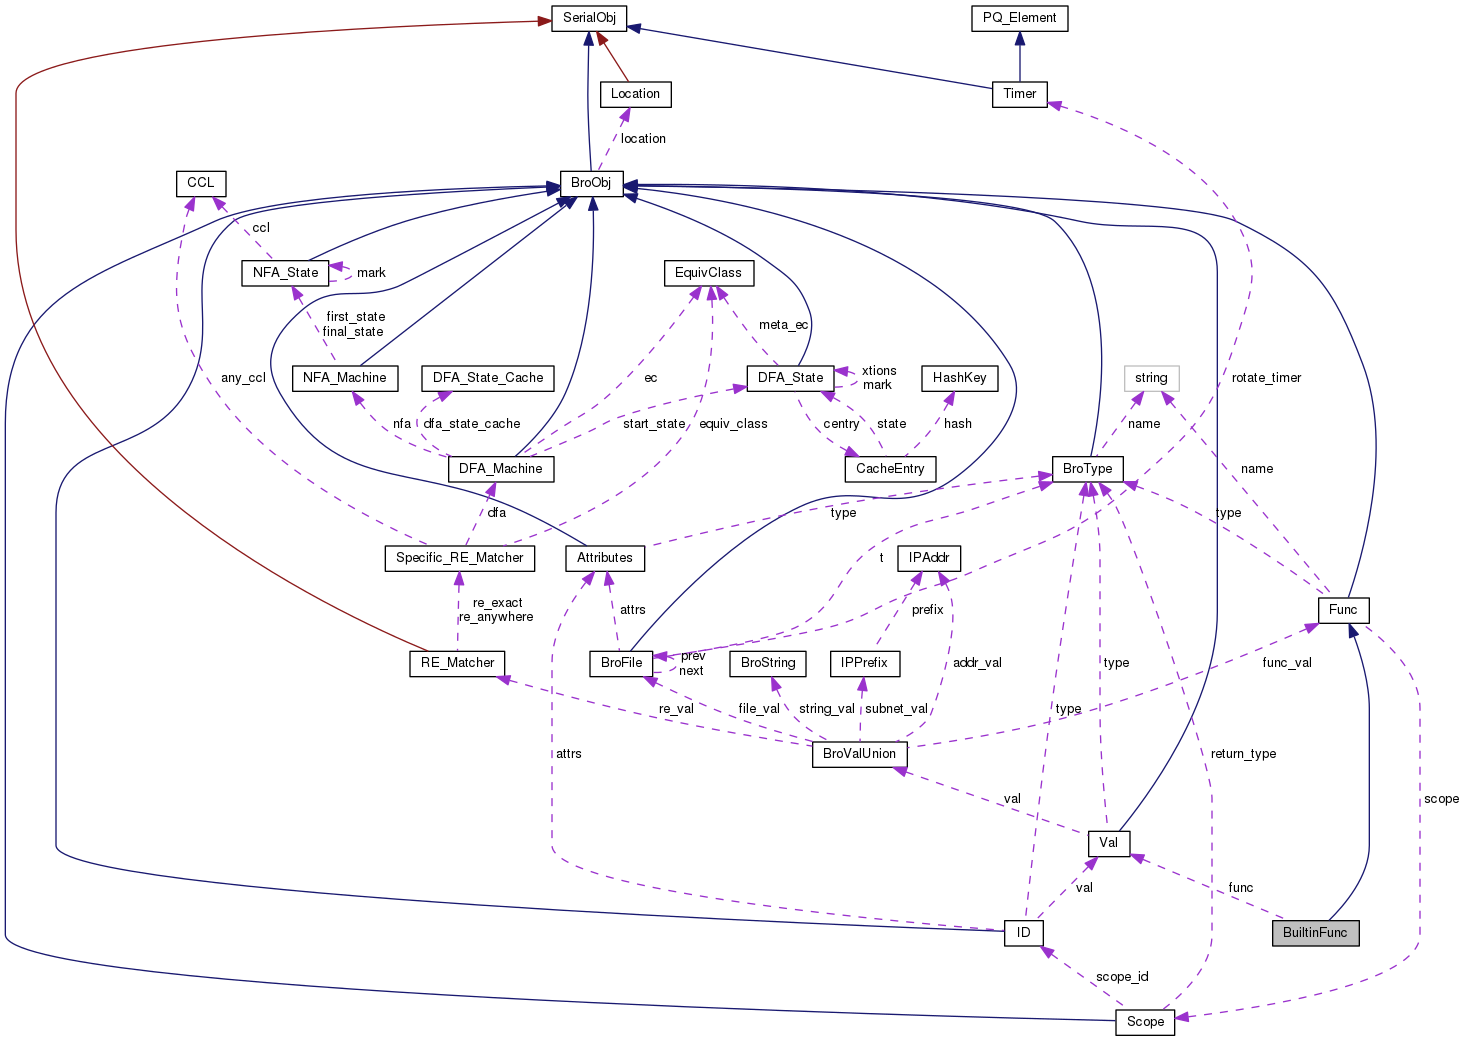 SerialObj
PQ_Element
Location
Timer
location
CCL
BroObj
ccl
NFA_State
mark
EquivClass
first_state
final_state
meta_ec
any_ccl
NFA_Machine
DFA_State_Cache
ec
DFA_State
xtions
mark
HashKey
string
rotate_timer
nfa
dfa_state_cache
start_state
equiv_class
centry
state
hash
name
DFA_Machine
CacheEntry
BroType
name
dfa
type
type
Specific_RE_Matcher
Attributes
t
IPAddr
re_exact
re_anywhere
attrs
prefix
Func
RE_Matcher
BroFile
prev
next
BroString
IPPrefix
addr_val
type
func_val
re_val
file_val
string_val
subnet_val
type
attrs
BroValUnion
return_type
val
scope
Val
val
func
ID
BuiltinFunc
scope_id
Scope